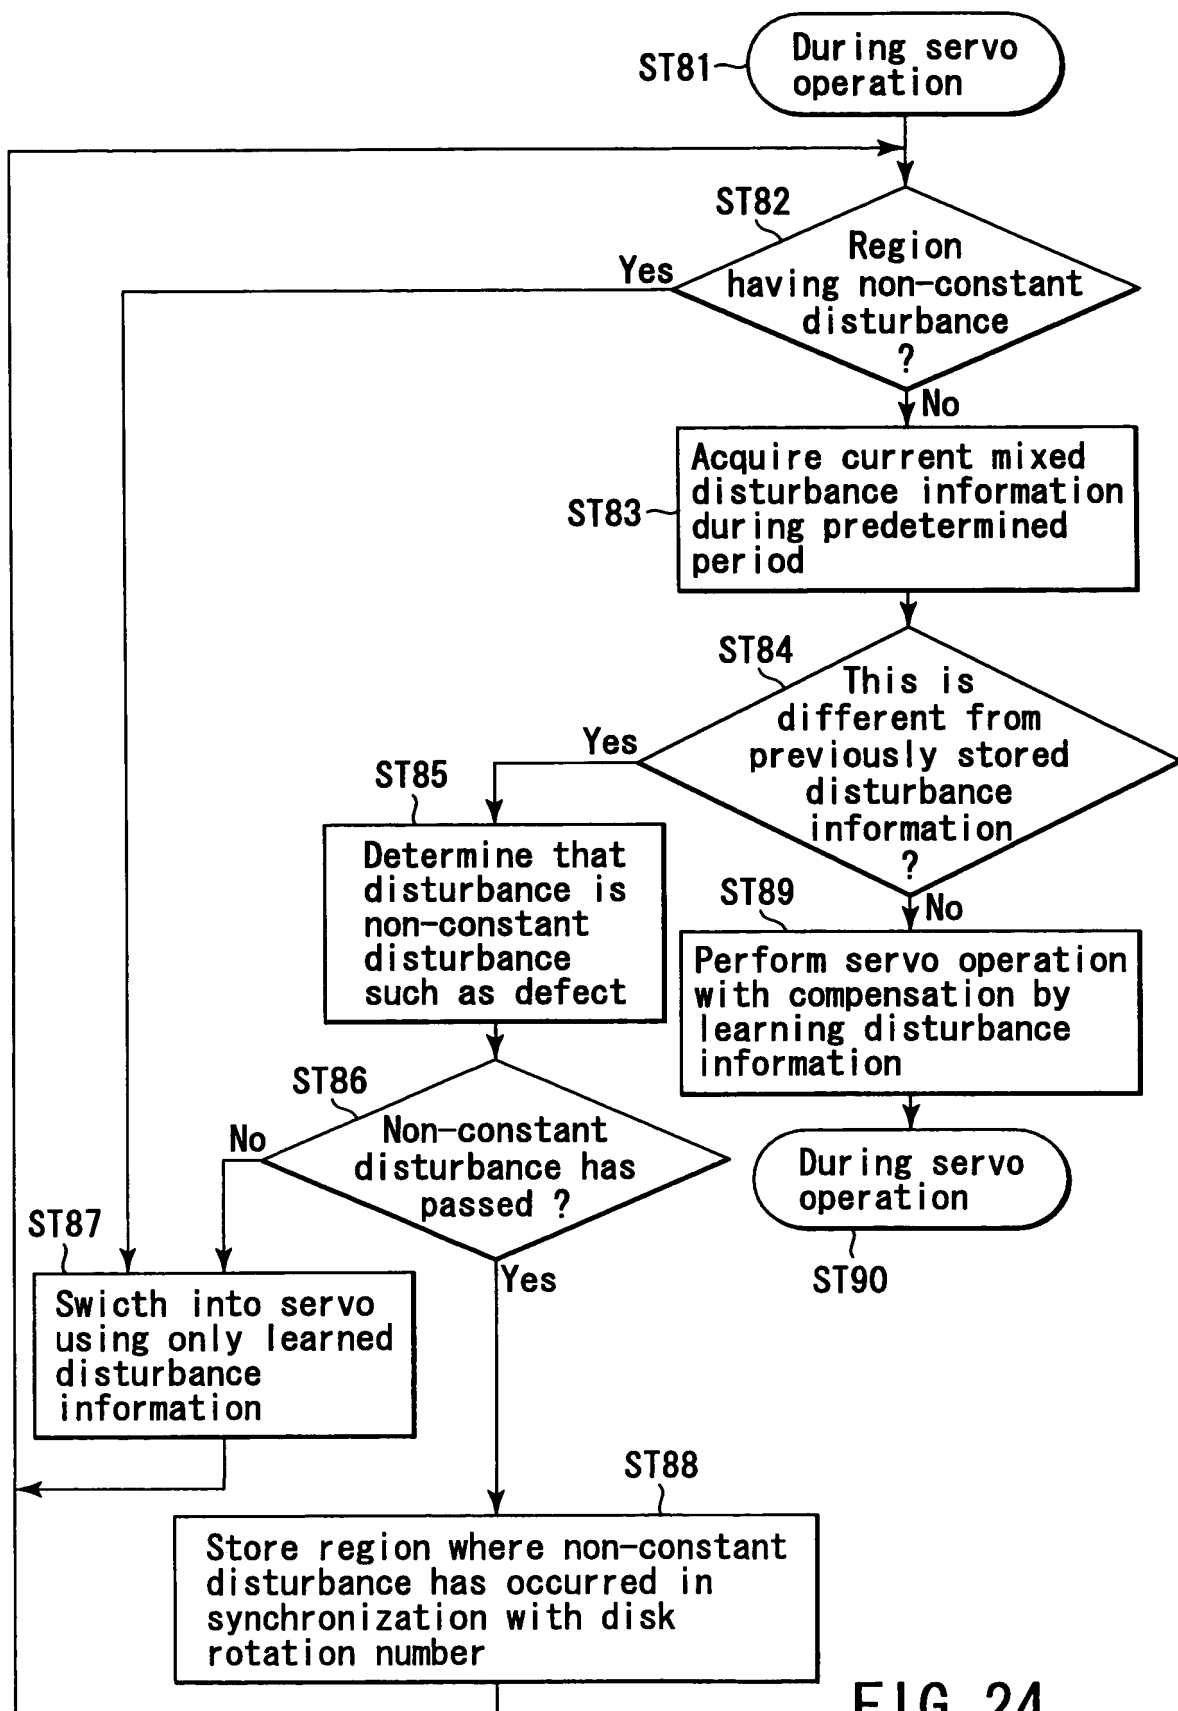 ST81
During servo
operation
ST82
Region
having non-constant
disturbance
?
Yes
No
ST83
Acquire current mixed
disturbance information
during predetermined
period
ST84
This is
different from
previously stored
disturbance
information
?
Yes
No
ST85
Determine that
disturbance is
non-constant
disturbance
such as defect
ST89
Perform servo operation
with compensation by
learning disturbance
information
ST86
Non-constant
disturbance has
passed ?
No
Yes
During servo
operation
ST90
ST87
Swicth into servo
using only learned
disturbance
information
ST88
Store region where non-constant
disturbance has occurred in
synchronization with disk
rotation number
FIG. 24